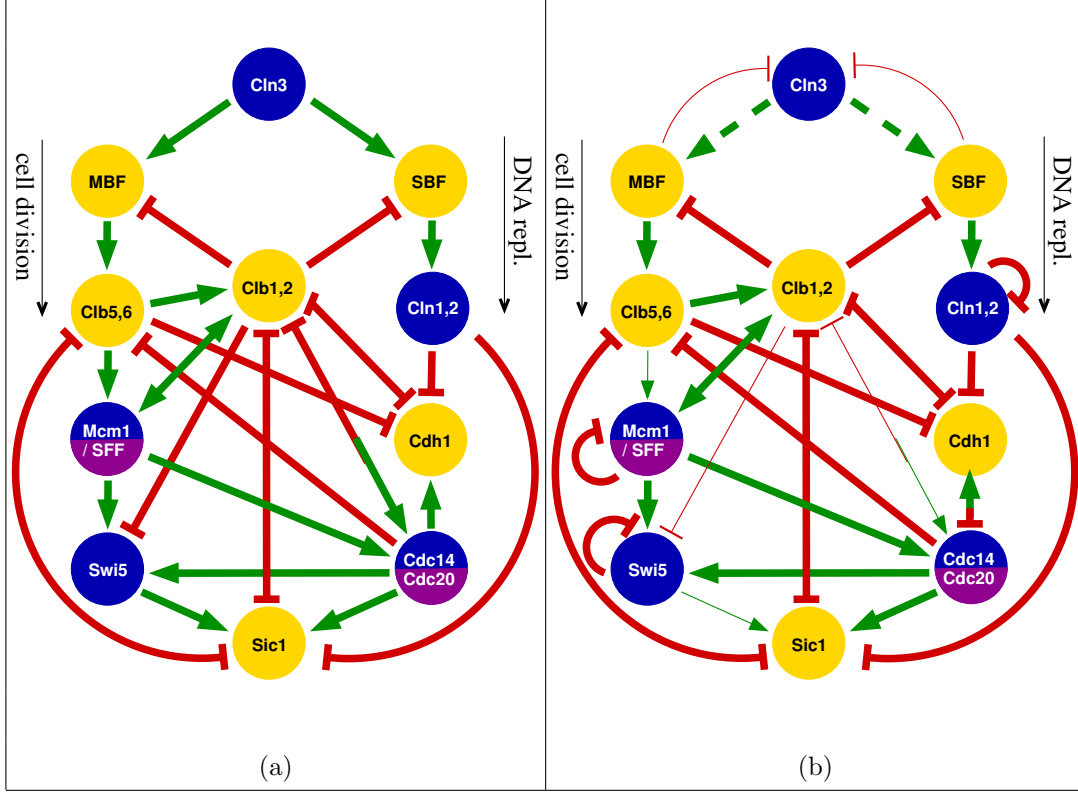 Cln3
cell division
MBF
SBF
DNA repl.
Clb1,2
Clb5,6
Cln1,2
Mcm1
/ SFF
Cdh1
Swi5
Cdc14
Cdc20
Sic1
(a)
Cln3
cell division
MBF
SBF
DNA repl.
Clb1,2
Clb5,6
Cln1,2
Mcm1
/ SFF
Cdh1
Swi5
Cdc14
Cdc20
Sic1
(b)